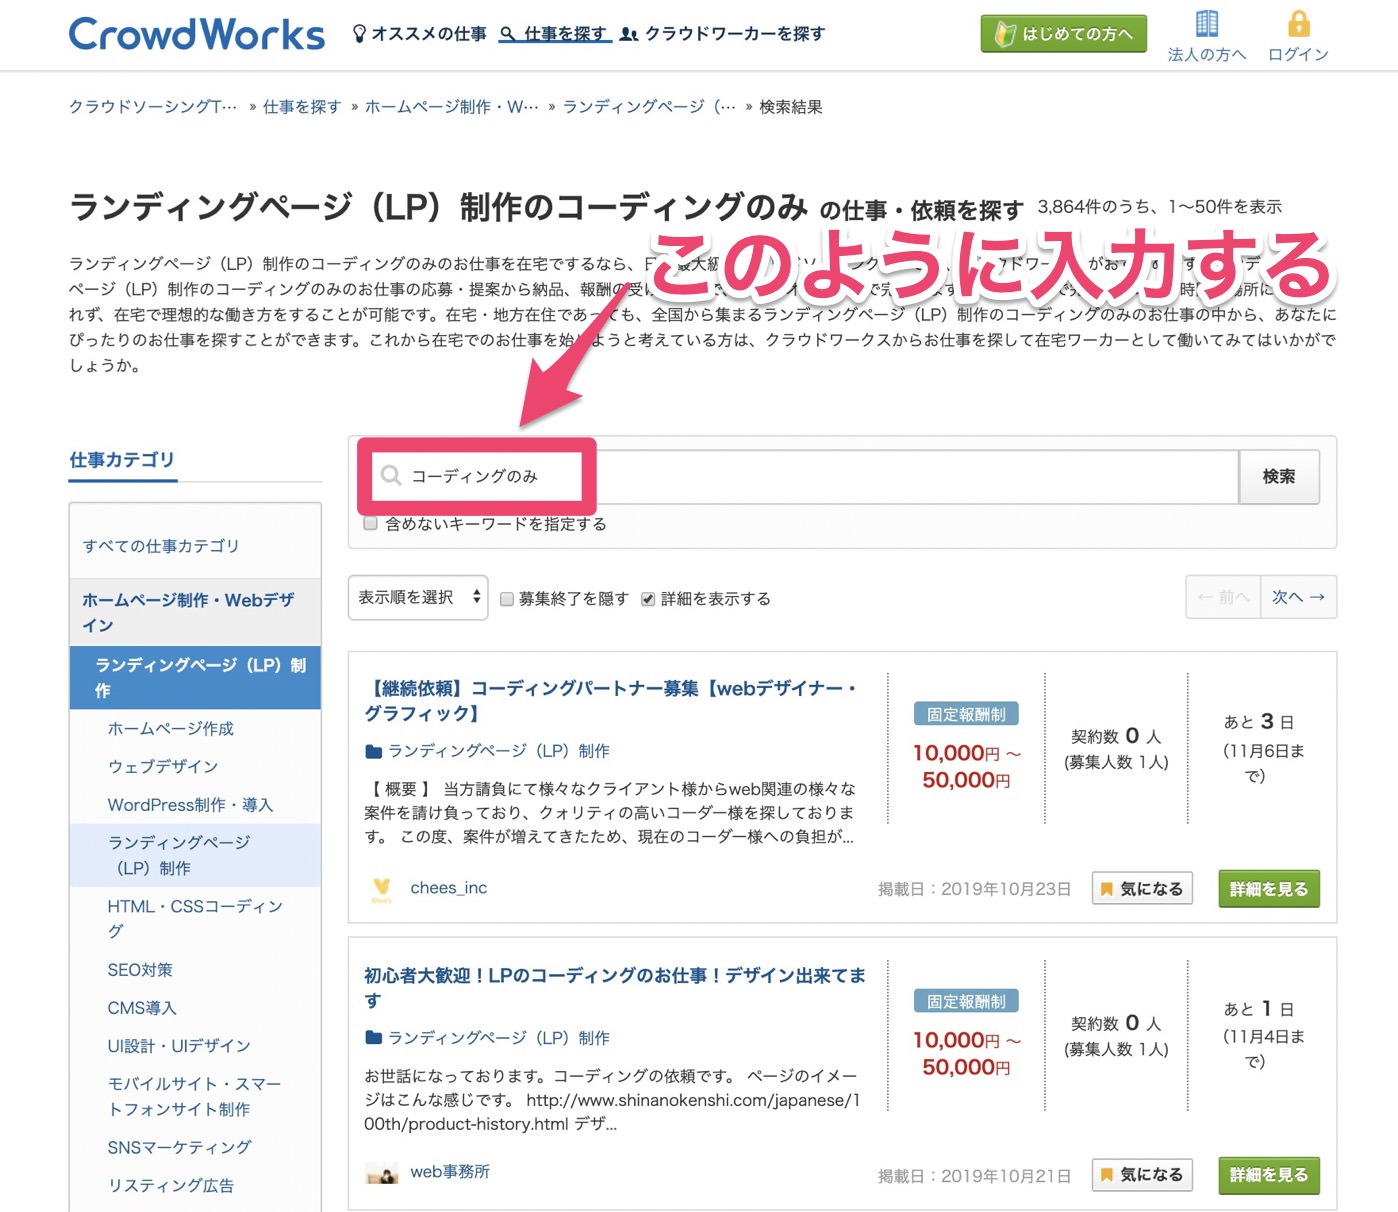 CrowdWorks
オススメの仕事 仕事を探す クラウドワーカーを探す
はじめての方へ
法人の方へ
ログイン
クラウドソーシングT… » 仕事を探す » ホームページ制作・W… » ランディングページ（… » 検索結果
ランディングページ（LP）制作のコーディングのみ の仕事・依頼を探す 3,864件のうち、1〜50件を表示
このように入力する
ランディングページ（LP）制作のコーディングのみのお仕事を在宅でするなら、日
ページ（LP）制作のコーディングのみのお仕事の応募・提案から納品、報酬の受
れず、在宅で理想的な働き方をすることが可能です。在宅・地方在住であっても、全国から集まるランディングページ（LP）制作のコーディングのみのお仕事の中から、あなたに
ぴったりのお仕事を探すことができます。これから在宅でのお仕事を始めようと考えている方は、クラウドワークスからお仕事を探して在宅ワーカーとして働いてみてはいかがで
しょうか。
仕事カテゴリ
すべての仕事カテゴリ
ホームページ制作・Webデザ
イン
ランディングページ（LP）制
作
ホームページ作成
ウェブデザイン
WordPress制作・導入
ランディングページ
（LP）制作
HTML・CSSコーディン
グ
SEO対策
CMS導入
UI設計・UIデザイン
モバイルサイト・スマー
トフォンサイト制作
SNSマーケティング
リスティング広告
コーディングのみ
検索
含めないキーワードを指定する
表示順を選択 募集終了を隠す 詳細を表示する
← 前へ 次へ →
【継続依頼】コーディングパートナー募集【webデザイナー・
グラフィック】
ランディングページ（LP）制作
【 概要 】 当方請負にて様々なクライアント様からweb関連の様々な
案件を請け負っており、クォリティの高いコーダー様を探しておりま
す。 この度、案件が増えてきたため、現在のコーダー様への負担が...
固定報酬制
10,000円 〜
50,000円
契約数 0 人
(募集人数 1人)
あと 3 日
(11月6日ま
で)
chees_inc
掲載日：2019年10月23日
気になる
詳細を見る
初心者大歓迎！LPのコーディングのお仕事！デザイン出来てま
す
ランディングページ（LP）制作
お世話になっております。コーディングの依頼です。 ページのイメー
ジはこんな感じです。 http://www.shinanokenshi.com/japanese/1
00th/product-history.html デザ...
固定報酬制
10,000円 〜
50,000円
契約数 0 人
(募集人数 1人)
あと 1 日
(11月4日ま
で)
web事務所
掲載日：2019年10月21日
気になる
詳細を見る